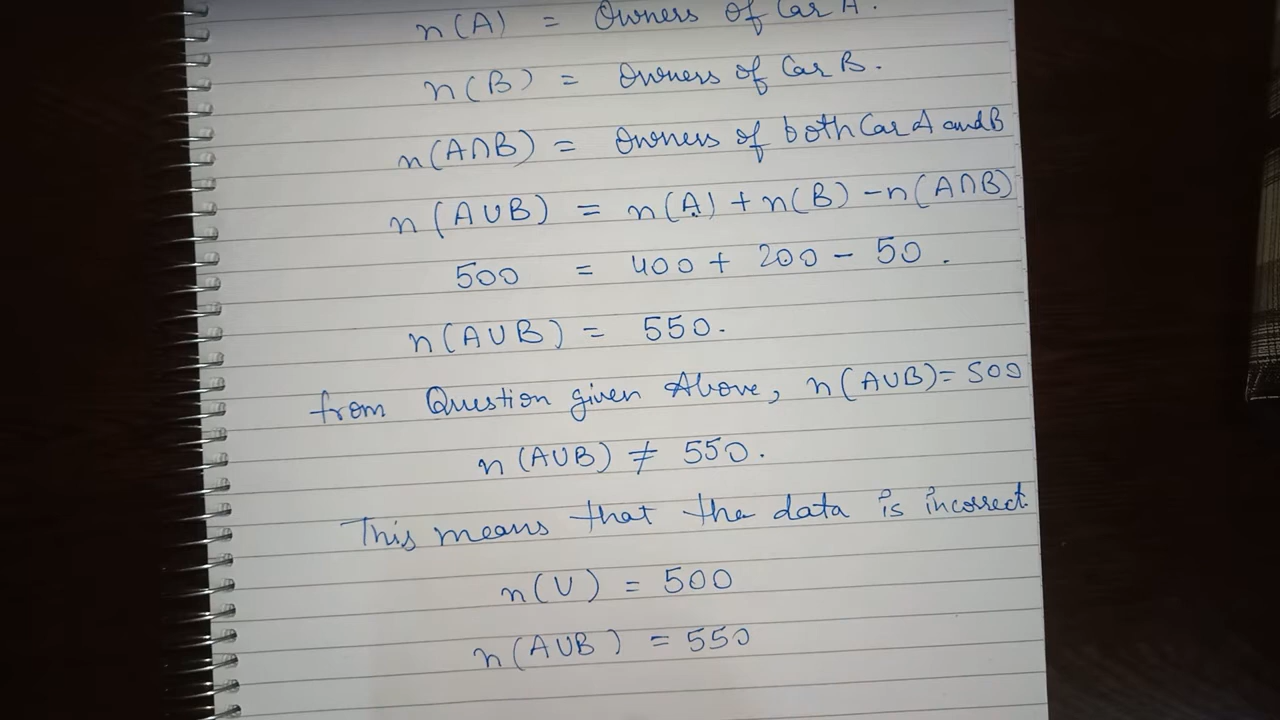 n(A) = Owners of Car A.
n(B) = Owners of Car B.
n(A∩B) = Owners of both Car A and B
n(A∪B) = n(A) + n(B) - n(A∩B)
500 = 400 + 200 - 50.
n(A∪B) = 550.
from Question given Above, n(A∪B) = 500
n(A∪B) ≠ 550.
This means that the data is incorrect.
n(U) = 500
n(A∪B) = 550